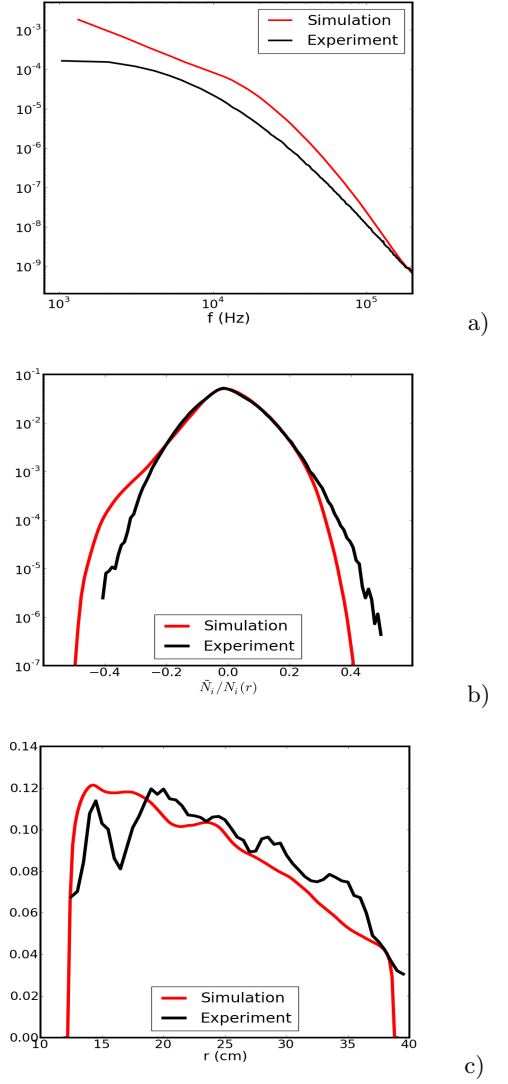 10⁻³
10⁻⁴
10⁻⁵
10⁻⁶
10⁻⁷
10⁻⁸
10⁻⁹
Simulation
Experiment
10³ 10⁴ 10⁵
f (Hz)
a)
10⁻¹
10⁻²
10⁻³
10⁻⁴
10⁻⁵
10⁻⁶
10⁻⁷
Simulation
Experiment
−0.4 −0.2 0.0 0.2 0.4
Ñᵢ/Nᵢ(r)
b)
0.14
0.12
0.10
0.08
0.06
0.04
0.02
0.00
Simulation
Experiment
10 15 20 25 30 35 40
r (cm)
c)